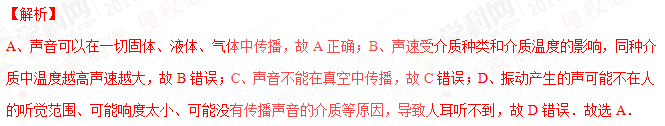 【解析】
A、声音可以在一切固体、液体、气体中传播，故 A 正确；B、声速受介质种类和介质温度的影响，同种介
质中温度越高声速越大，故 B 错误；C、声音不能在真空中传播，故 C 错误；D、振动产生的声可能不在人
的听觉范围、可能响度太小、可能没有传播声音的介质等原因，导致人耳听不到，故 D 错误．故选 A．